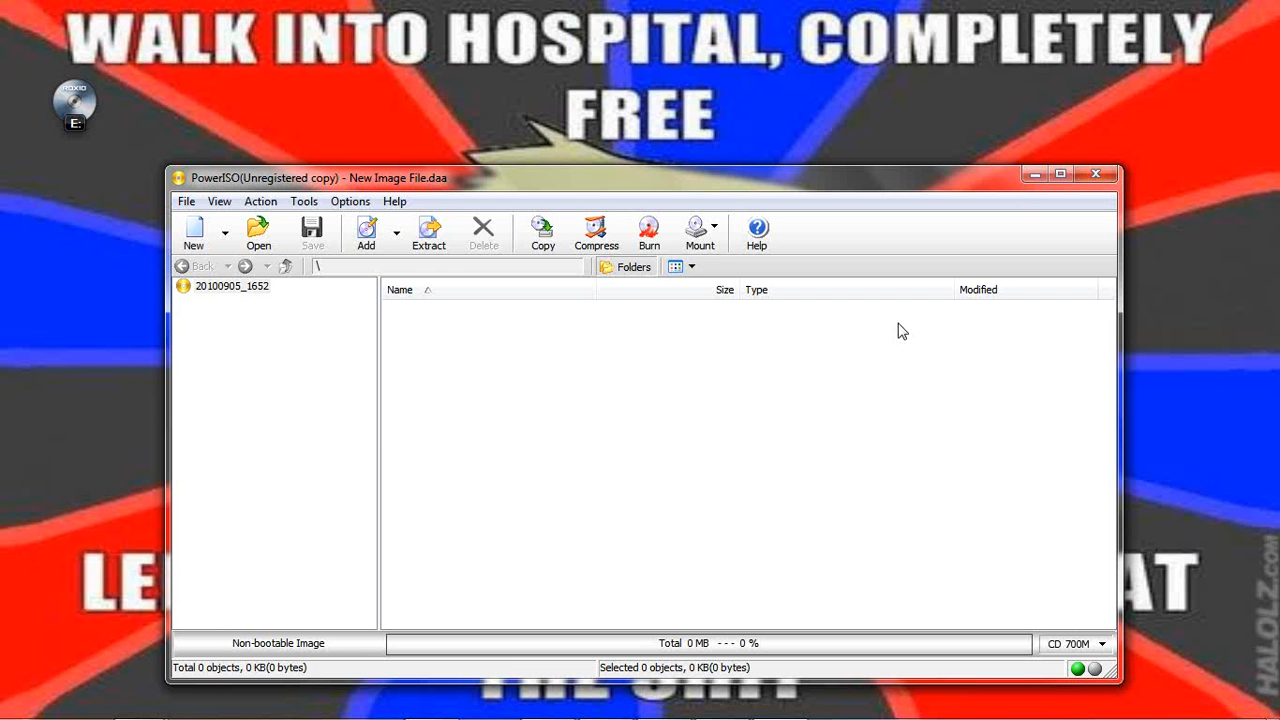 WALK INTO HOSPITAL, COMPLETELY
FREE
ROXIO
E:
PowerISO(Unregistered copy) - New Image File.daa
File View Action Tools Options Help
New Open Save Add Extract Delete Copy Compress Burn Mount Help
Back \ Folders
20100905_1652
Name Size Type Modified
LE
AT
Non-bootable Image Total 0 MB --- 0 % CD 700M
Total 0 objects, 0 KB(0 bytes) Selected 0 objects, 0 KB(0 bytes)
HALOLZ.com